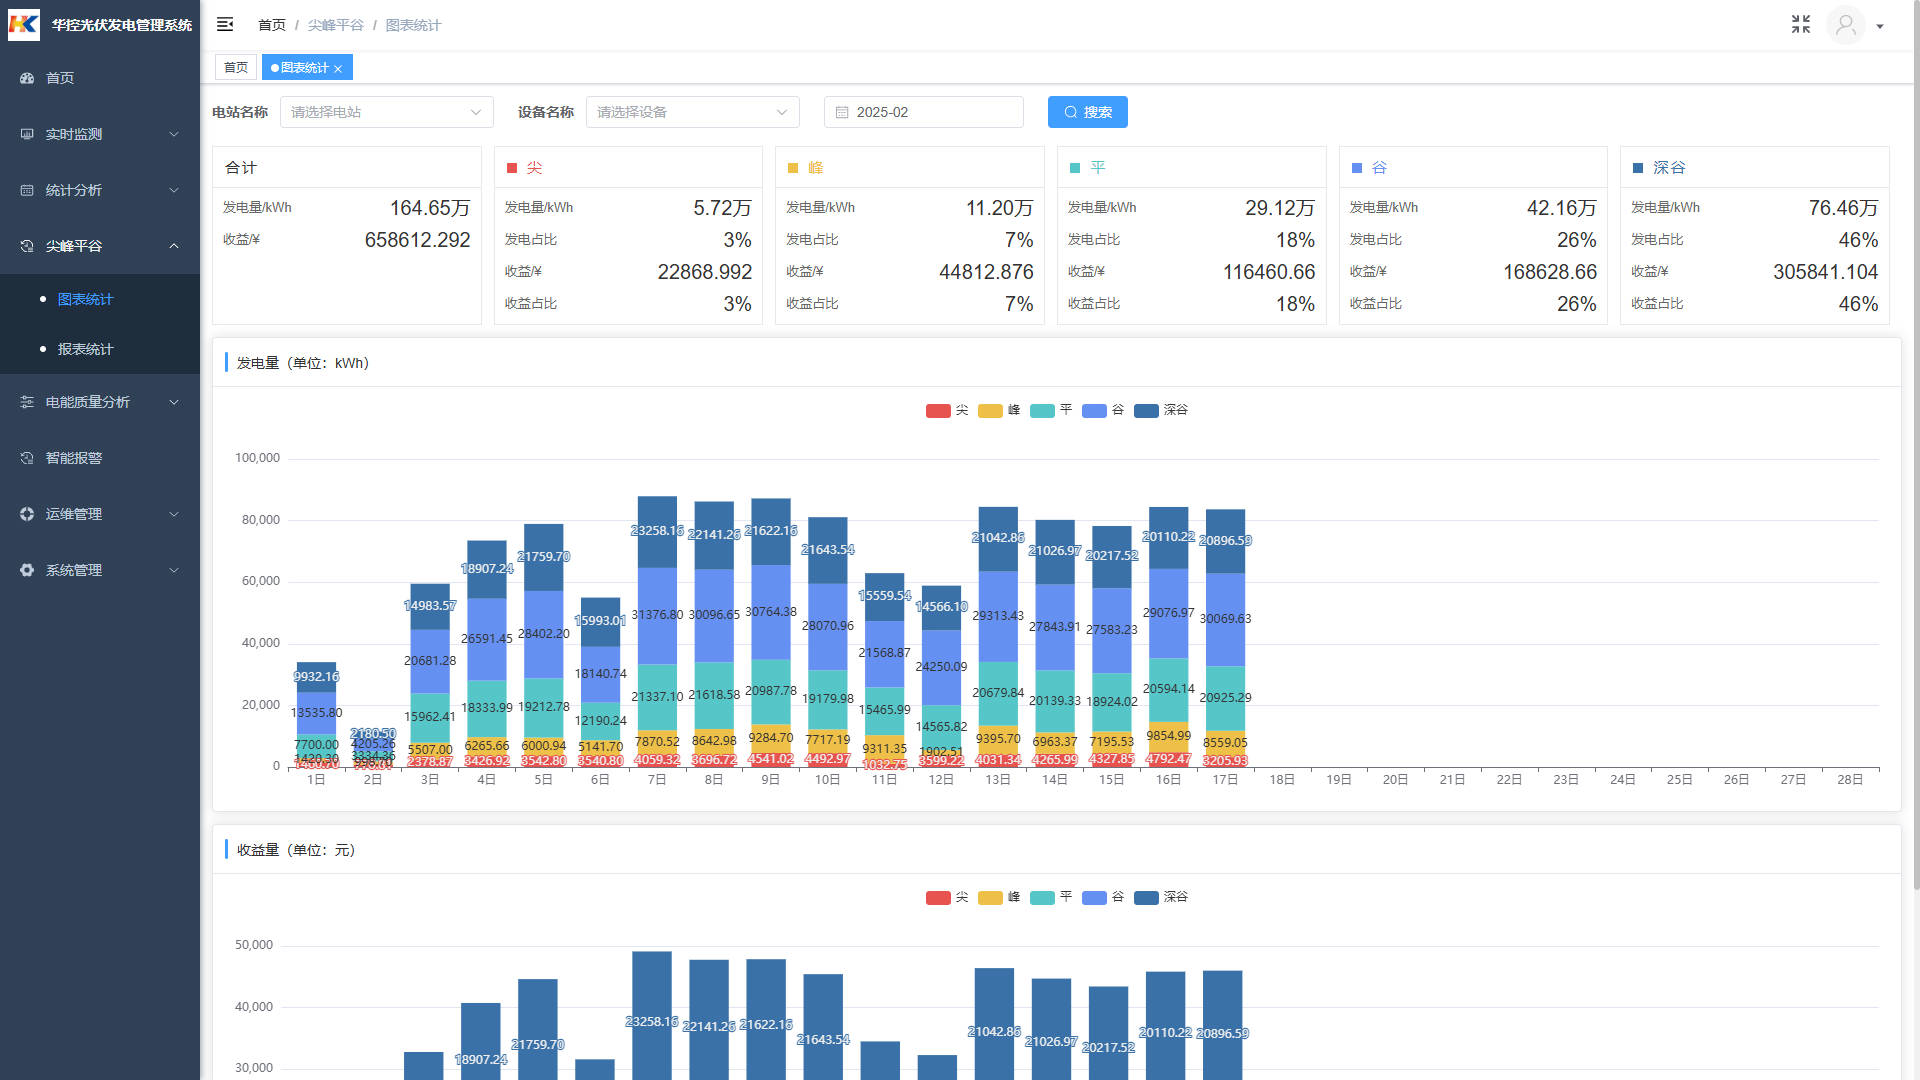 华控光伏发电管理系统
首页
实时监测
统计分析
尖峰平谷
图表统计
报表统计
电能质量分析
智能报警
运维管理
系统管理
首页 / 尖峰平谷 / 图表统计
首页
图表统计 ×
电站名称 请选择电站 设备名称 请选择设备 2025-02 搜索
合计
发电量/kWh 164.65万
收益/¥ 658612.292
尖
发电量/kWh 5.72万
发电占比 3%
收益/¥ 22868.992
收益占比 3%
峰
发电量/kWh 11.20万
发电占比 7%
收益/¥ 44812.876
收益占比 7%
平
发电量/kWh 29.12万
发电占比 18%
收益/¥ 116460.66
收益占比 18%
谷
发电量/kWh 42.16万
发电占比 26%
收益/¥ 168628.66
收益占比 26%
深谷
发电量/kWh 76.46万
发电占比 46%
收益/¥ 305841.104
收益占比 46%
发电量（单位：kWh）
尖 峰 平 谷 深谷
100,000
80,000
60,000
40,000
20,000
0
9932.16
13535.80
7700.00
1420.30
2180.50
4205.26
3334.36
14983.57
20681.28
15962.41
5507.00
2378.87
18907.24
26591.45
18333.99
6265.66
3426.92
21759.70
28402.20
19212.78
6000.94
3542.80
15993.01
18140.74
12190.24
5141.70
3540.80
23258.16
31376.80
21337.10
7870.52
4059.32
22141.26
30096.65
21618.58
8642.98
3696.72
21622.16
30764.38
20987.78
9284.70
4541.02
21643.54
28070.96
19179.98
7717.19
4492.97
15559.54
21568.87
15465.99
9311.35
1032.75
14566.10
24250.09
14565.82
1902.51
3599.22
21042.86
29313.43
20679.84
9395.70
4031.34
21026.97
27843.91
20139.33
6963.37
4265.99
20217.52
27583.23
18924.02
7195.53
4327.85
20110.22
29076.97
20594.14
9854.99
4792.47
20896.59
30069.63
20925.29
8559.05
3205.93
1日 2日 3日 4日 5日 6日 7日 8日 9日 10日 11日 12日 13日 14日 15日 16日 17日 18日 19日 20日 21日 22日 23日 24日 25日 26日 27日 28日
收益量（单位：元）
尖 峰 平 谷 深谷
50,000
40,000
30,000
18907.24
21759.70
23258.16
22141.26
21622.16
21643.54
21042.86
21026.97
20217.52
20110.22
20896.59